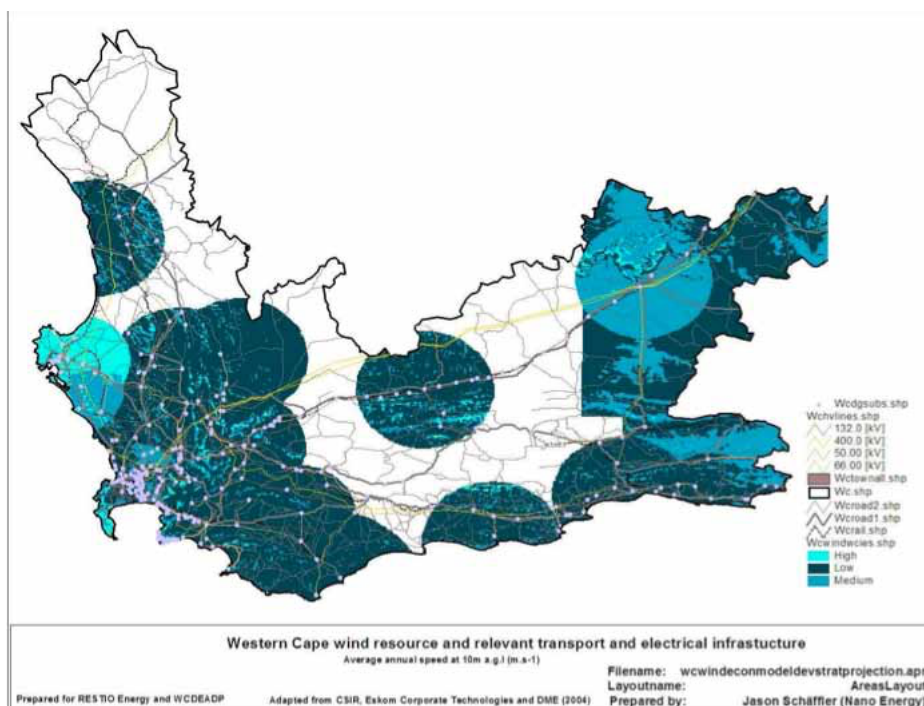 Wcdgsubs.shp
Wchvlines.shp
132.0 [kV]
400.0 [kV]
50.00 [kV]
66.00 [kV]
Wctownall.shp
Wc.shp
Wcroad2.shp
Wcroad1.shp
Wcrail.shp
Wcwindwcies.shp
High
Low
Medium
Western Cape wind resource and relevant transport and electrical infrastucture
Average annual speed at 10m a.g.l (m.s-1)
Filename: wcwindeconmodeldevstratprojection.apr
Layoutname: AreasLayout
Prepared for RESTIO Energy and WCDEADP Adapted from CSIR, Eskom Corporate Technologies and DME (2004) Prepared by: Jason Schäffler (Nano Energy